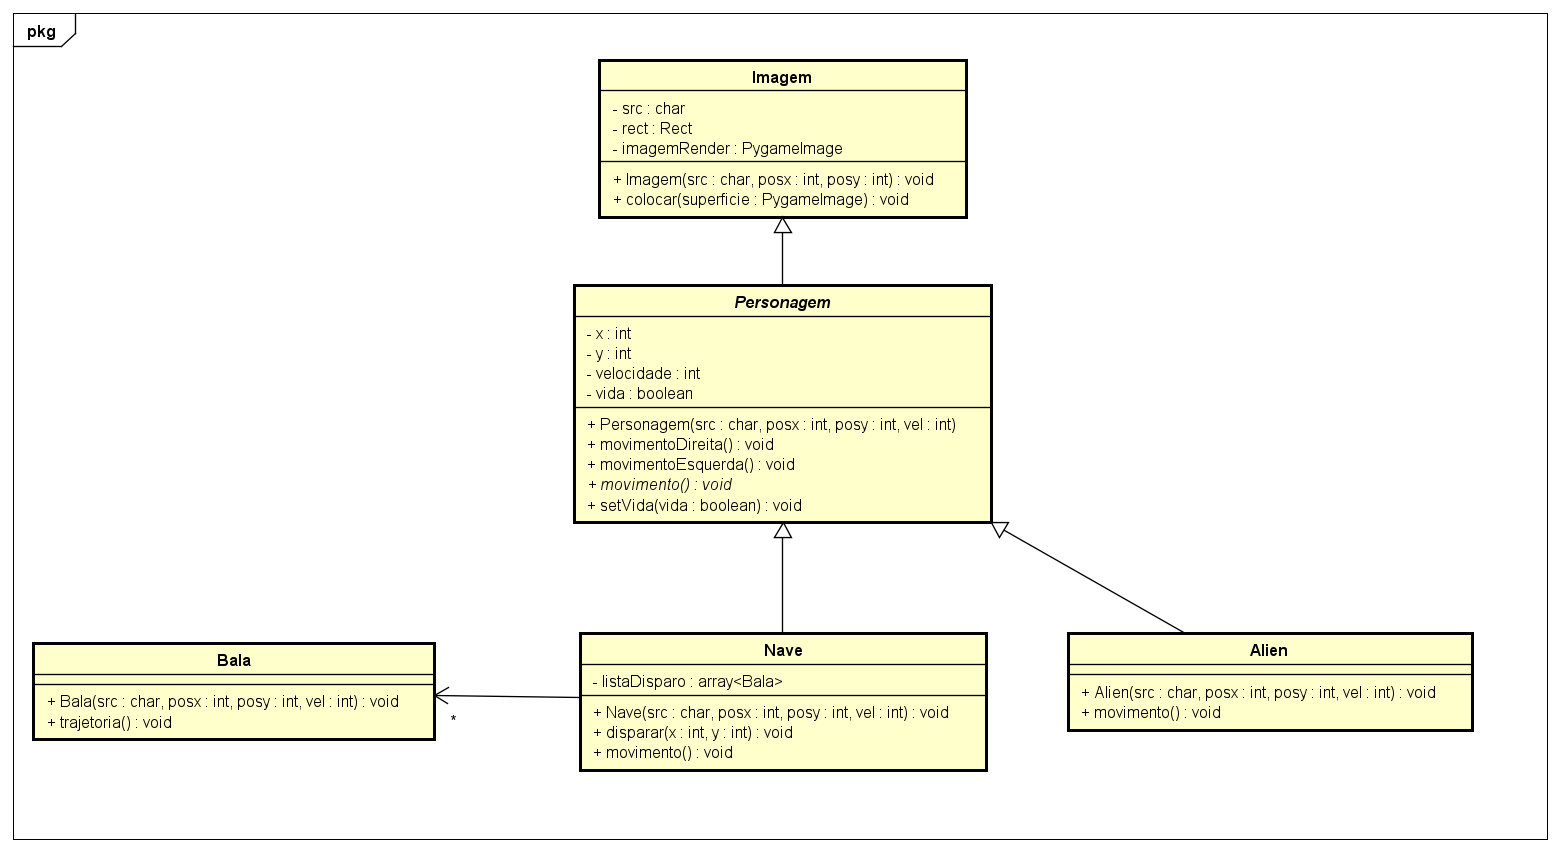 pkg
Imagem
- src : char
- rect : Rect
- imagemRender : PygameImage
+ Imagem(src : char, posx : int, posy : int) : void
+ colocar(superficie : PygameImage) : void
Personagem
- x : int
- y : int
- velocidade : int
- vida : boolean
+ Personagem(src : char, posx : int, posy : int, vel : int)
+ movimentoDireita() : void
+ movimentoEsquerda() : void
+ movimento() : void
+ setVida(vida : boolean) : void
Bala
+ Bala(src : char, posx : int, posy : int, vel : int) : void
+ trajetoria() : void
*
Nave
- listaDisparo : array<Bala>
+ Nave(src : char, posx : int, posy : int, vel : int) : void
+ disparar(x : int, y : int) : void
+ movimento() : void
Alien
+ Alien(src : char, posx : int, posy : int, vel : int) : void
+ movimento() : void